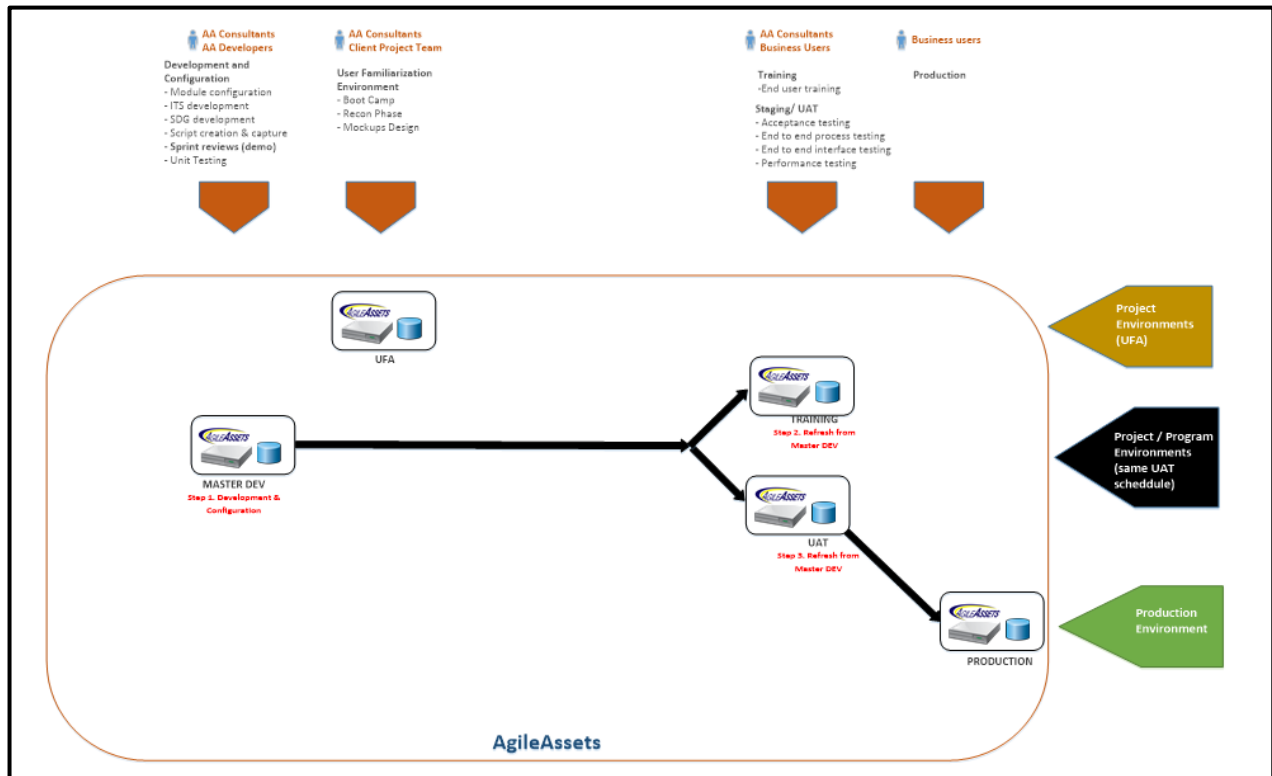 AA Consultants
AA Developers
Development and
Configuration
- Module configuration
- ITS development
- SDG development
- Script creation & capture
- Sprint reviews (demo)
- Unit Testing
AA Consultants
Client Project Team
User Familiarization
Environment
- Boot Camp
- Recon Phase
- Mockups Design
AA Consultants
Business Users
Training
-End user training
Staging/ UAT
- Acceptance testing
- End to end process testing
- End to end interface testing
- Performance testing
Business users
Production
AGILEASSETS
UFA
Project
Environments
(UFA)
AGILEASSETS
TRAINING
Step 2. Refresh from
Master DEV
AGILEASSETS
MASTER DEV
Step 1. Development &
Configuration
Project / Program
Environments
(same UAT
scheddule)
AGILEASSETS
UAT
Step 3. Refresh from
Master DEV
AGILEASSETS
PRODUCTION
Production
Environment
AgileAssets